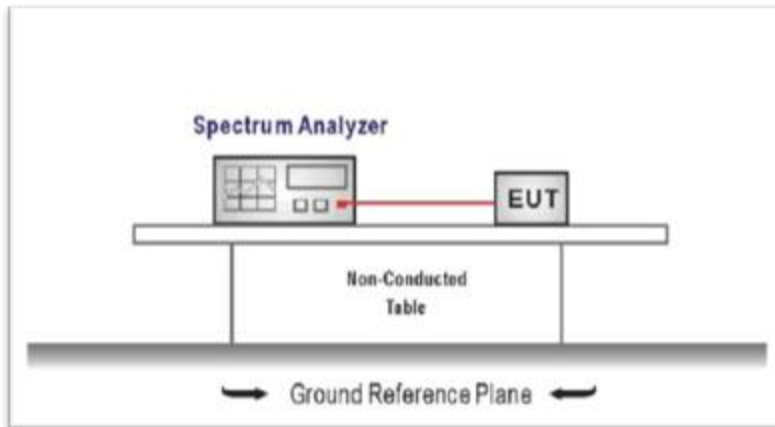 Spectrum Analyzer
EUT
Non-Conducted
Table
Ground Reference Plane